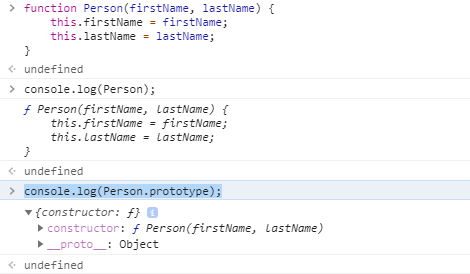 > function Person(firstName, lastName) {
this.firstName = firstName;
this.lastName = lastName;
}
< undefined
> console.log(Person);
ƒ Person(firstName, lastName) {
this.firstName = firstName;
this.lastName = lastName;
}
< undefined
> console.log(Person.prototype);
▼{constructor: ƒ} i
▶constructor: ƒ Person(firstName, lastName)
▶__proto__: Object
< undefined